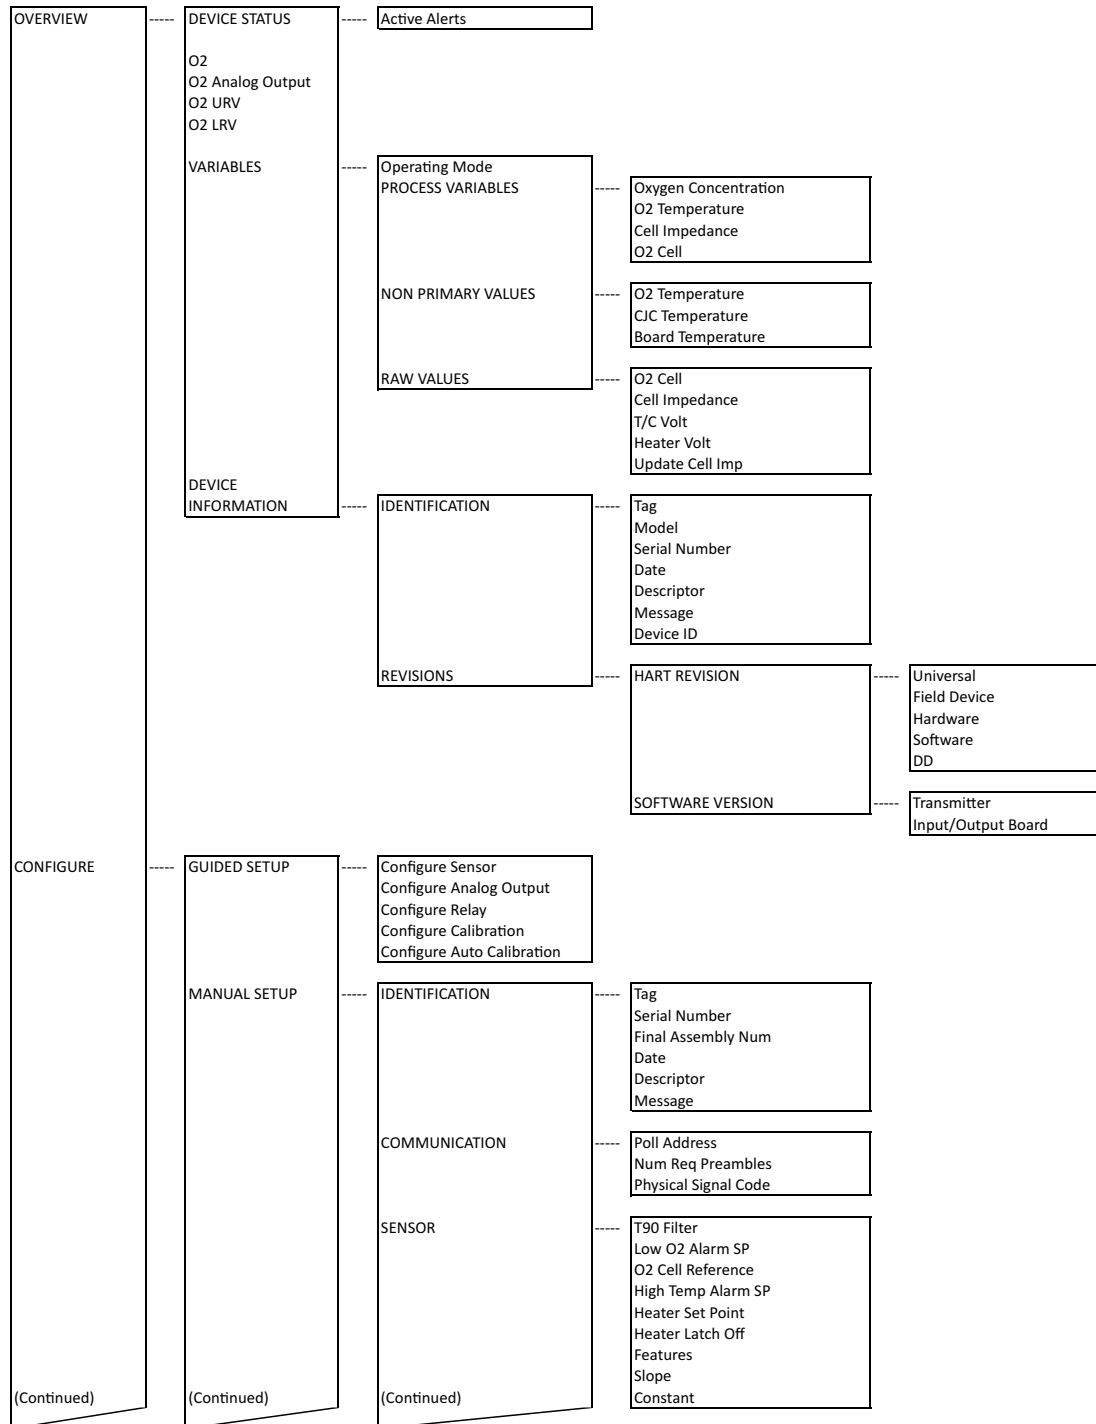 OVERVIEW ----- DEVICE STATUS ----- Active Alerts
O2
O2 Analog Output
O2 URV
O2 LRV
VARIABLES ----- Operating Mode
PROCESS VARIABLES ----- Oxygen Concentration
O2 Temperature
Cell Impedance
O2 Cell
NON PRIMARY VALUES ----- O2 Temperature
CJC Temperature
Board Temperature
RAW VALUES ----- O2 Cell
Cell Impedance
T/C Volt
Heater Volt
Update Cell Imp
DEVICE
INFORMATION ----- IDENTIFICATION ----- Tag
Model
Serial Number
Date
Descriptor
Message
Device ID
REVISIONS ----- HART REVISION ----- Universal
Field Device
Hardware
Software
DD
SOFTWARE VERSION ----- Transmitter
Input/Output Board
CONFIGURE ----- GUIDED SETUP ----- Configure Sensor
Configure Analog Output
Configure Relay
Configure Calibration
Configure Auto Calibration
MANUAL SETUP ----- IDENTIFICATION ----- Tag
Serial Number
Final Assembly Num
Date
Descriptor
Message
COMMUNICATION ----- Poll Address
Num Req Preambles
Physical Signal Code
SENSOR ----- T90 Filter
Low O2 Alarm SP
O2 Cell Reference
High Temp Alarm SP
Heater Set Point
Heater Latch Off
Features
Slope
(Continued) (Continued) (Continued) Constant